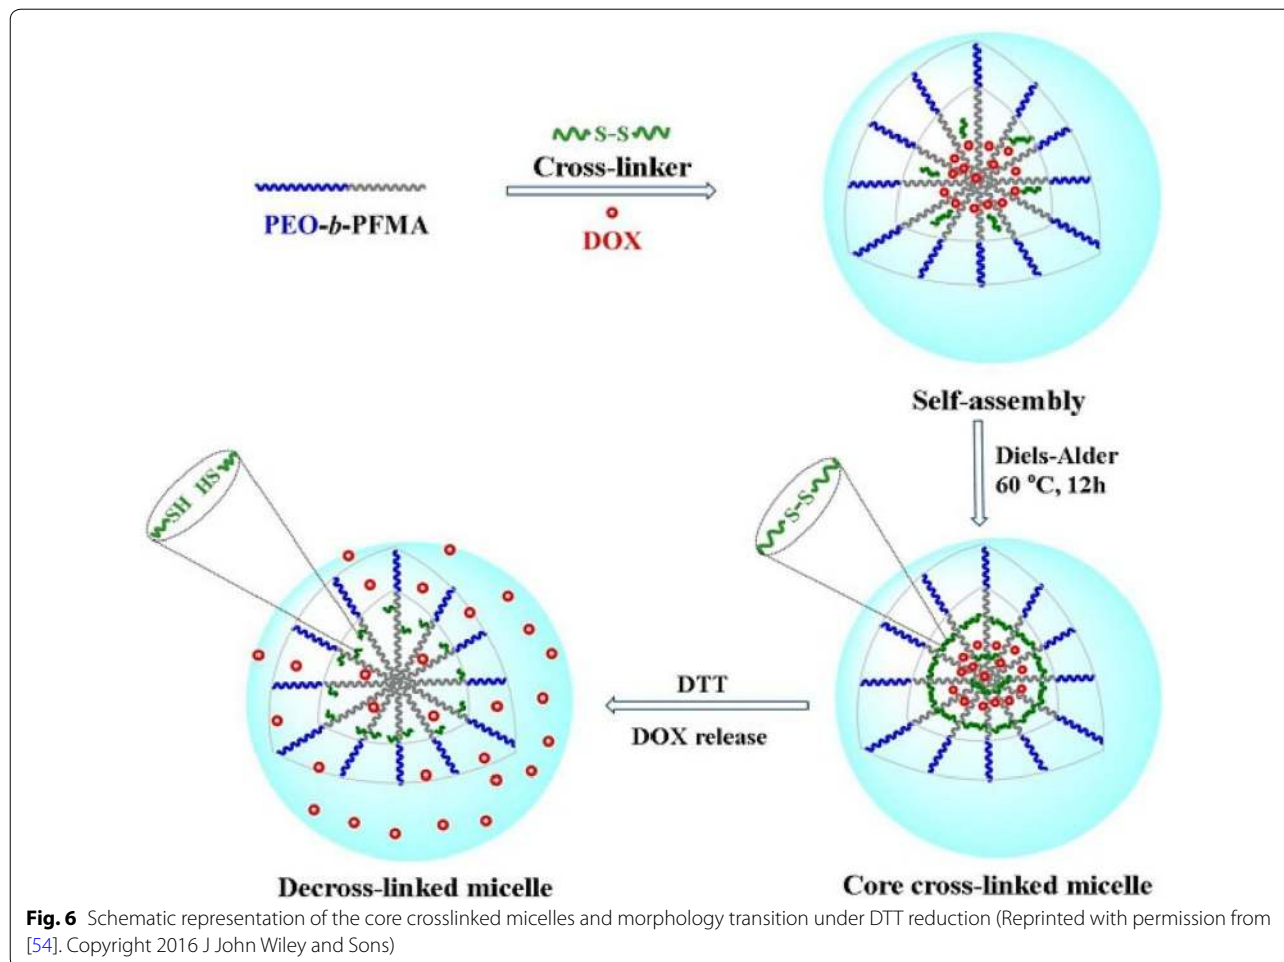 S-S
Cross-linker
PEO-b-PFMA
DOX
Self-assembly
Diels-Alder
60 °C, 12h
SH HS
S-S
DTT
DOX release
Decross-linked micelle
Core cross-linked micelle
Fig. 6 Schematic representation of the core crosslinked micelles and morphology transition under DTT reduction (Reprinted with permission from
[54]. Copyright 2016 J John Wiley and Sons)